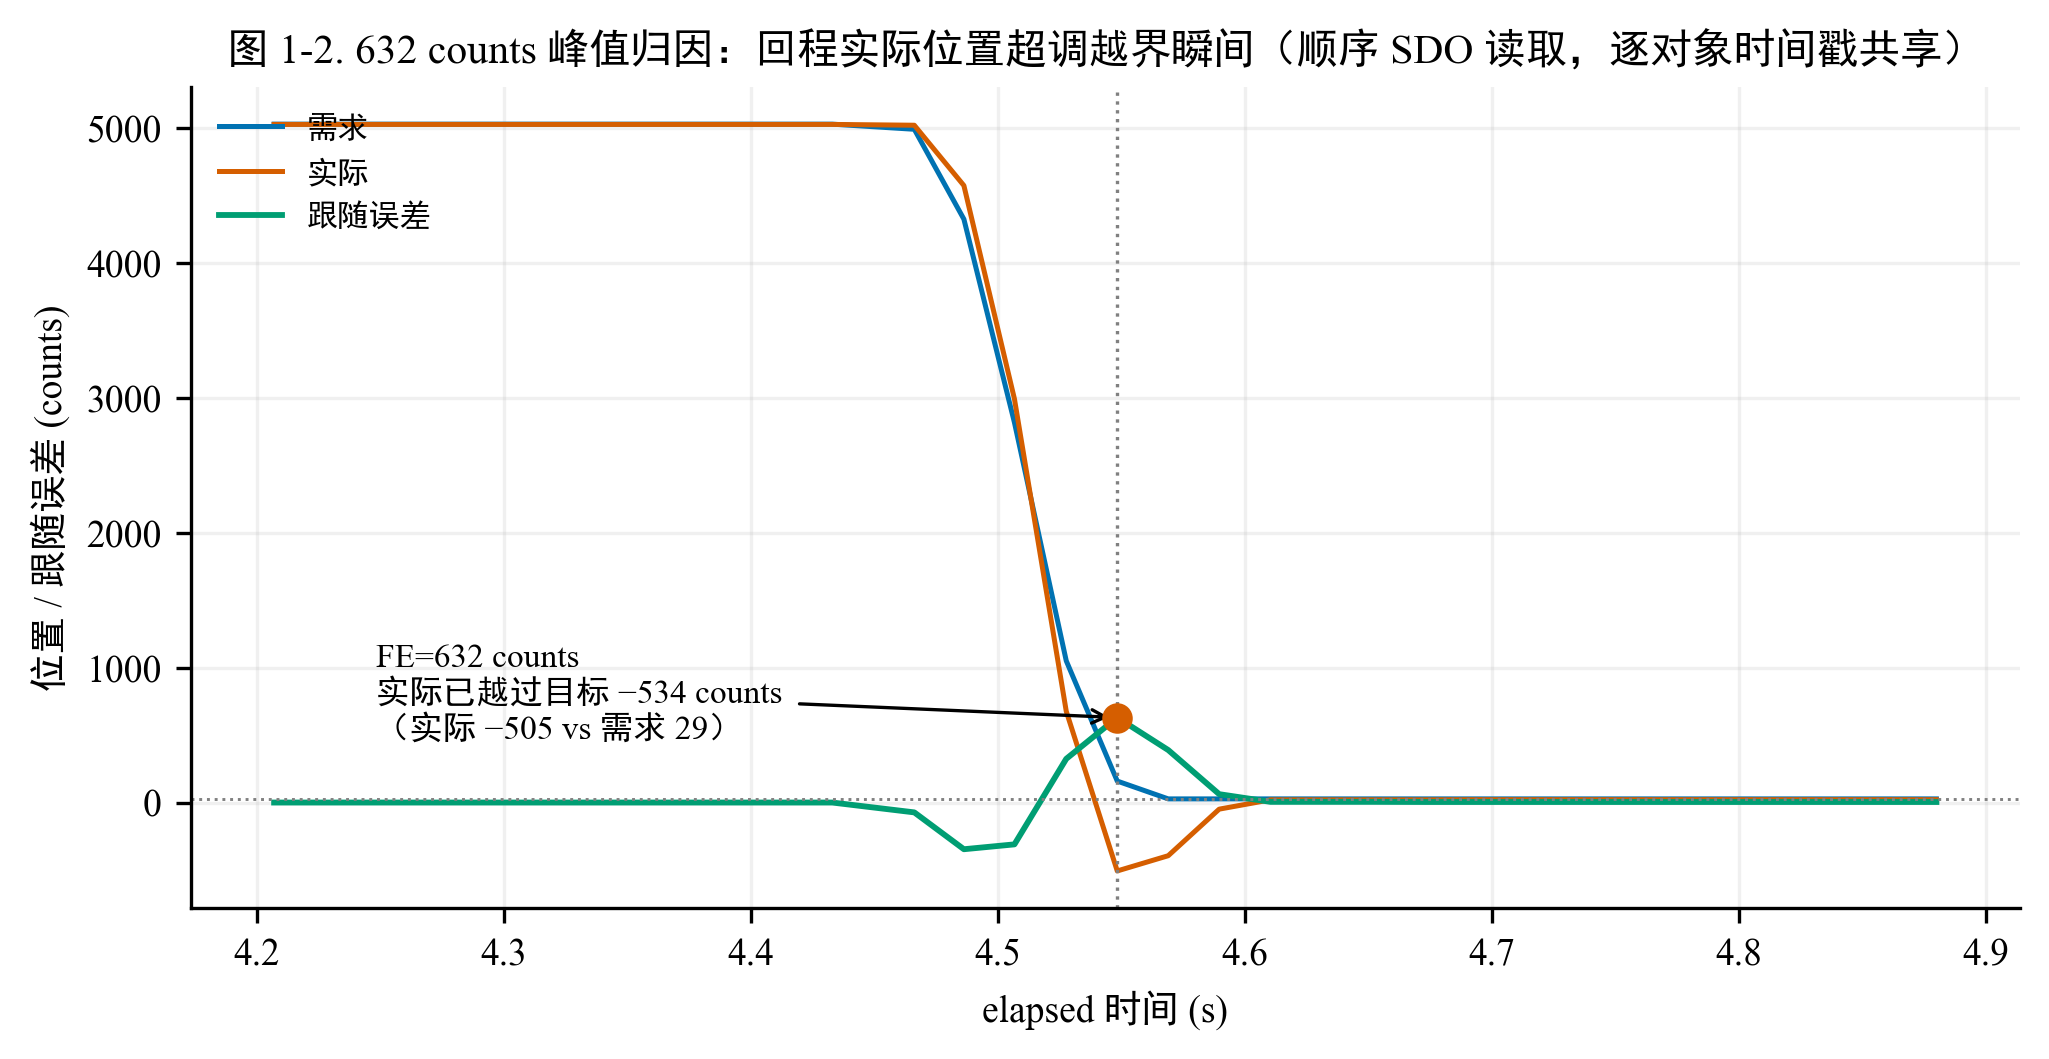 图 1-2. 632 counts 峰值归因：回程实际位置超调越界瞬间（顺序 SDO 读取，逐对象时间戳共享）
需求
实际
跟随误差
位置 / 跟随误差 (counts)
5000
4000
3000
2000
1000
0
FE=632 counts
实际已越过目标 −534 counts
（实际 −505 vs 需求 29）
4.2
4.3
4.4
4.5
4.6
4.7
4.8
4.9
elapsed 时间 (s)